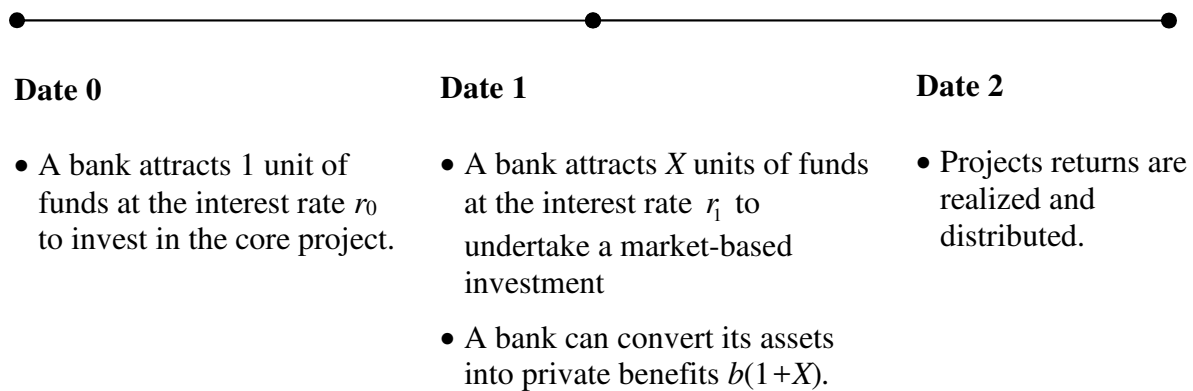 Date 0
• A bank attracts 1 unit of
funds at the interest rate r0
to invest in the core project.
Date 1
• A bank attracts X units of funds
at the interest rate r1 to
undertake a market-based
investment
• A bank can convert its assets
into private benefits b(1+X).
Date 2
• Projects returns are
realized and
distributed.